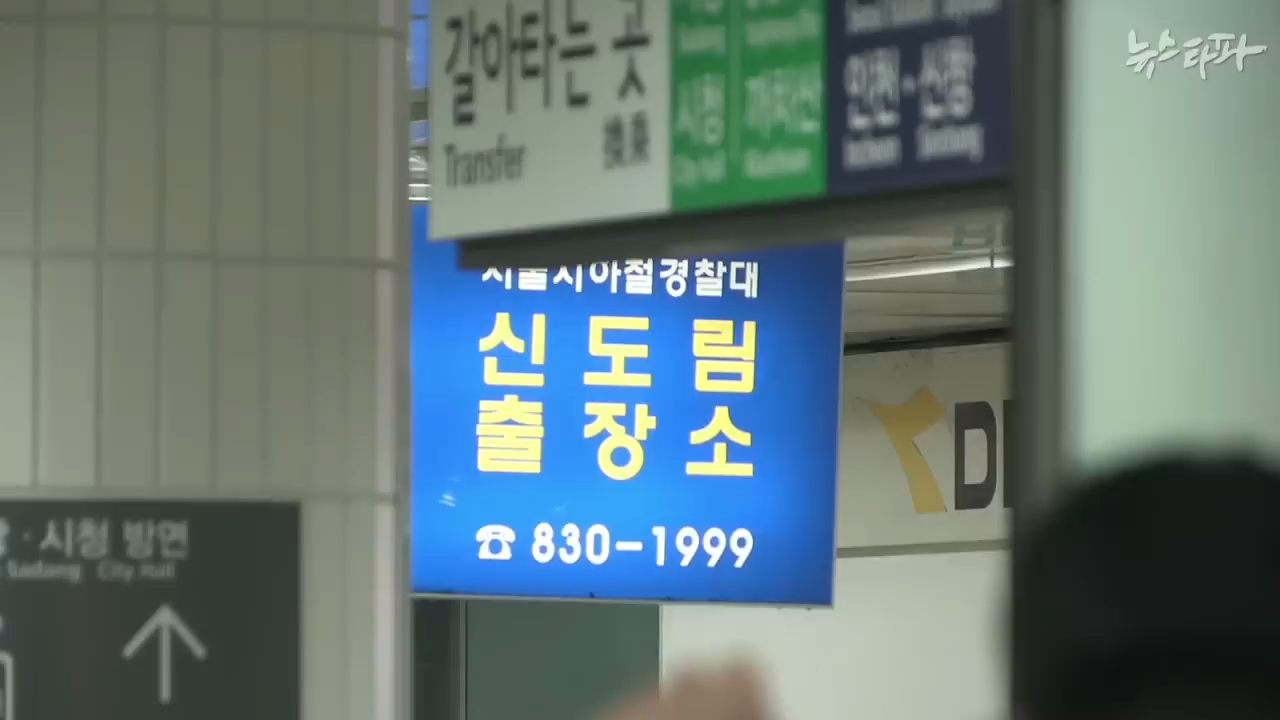 뉴스타파
갈아타는 곳
Transfer
換乘
시청
City hall
까치산
인천·신창
Incheon
서울지하철경찰대
신도림
출장소
☎ 830-1999
D
·시청 방면
City Hall